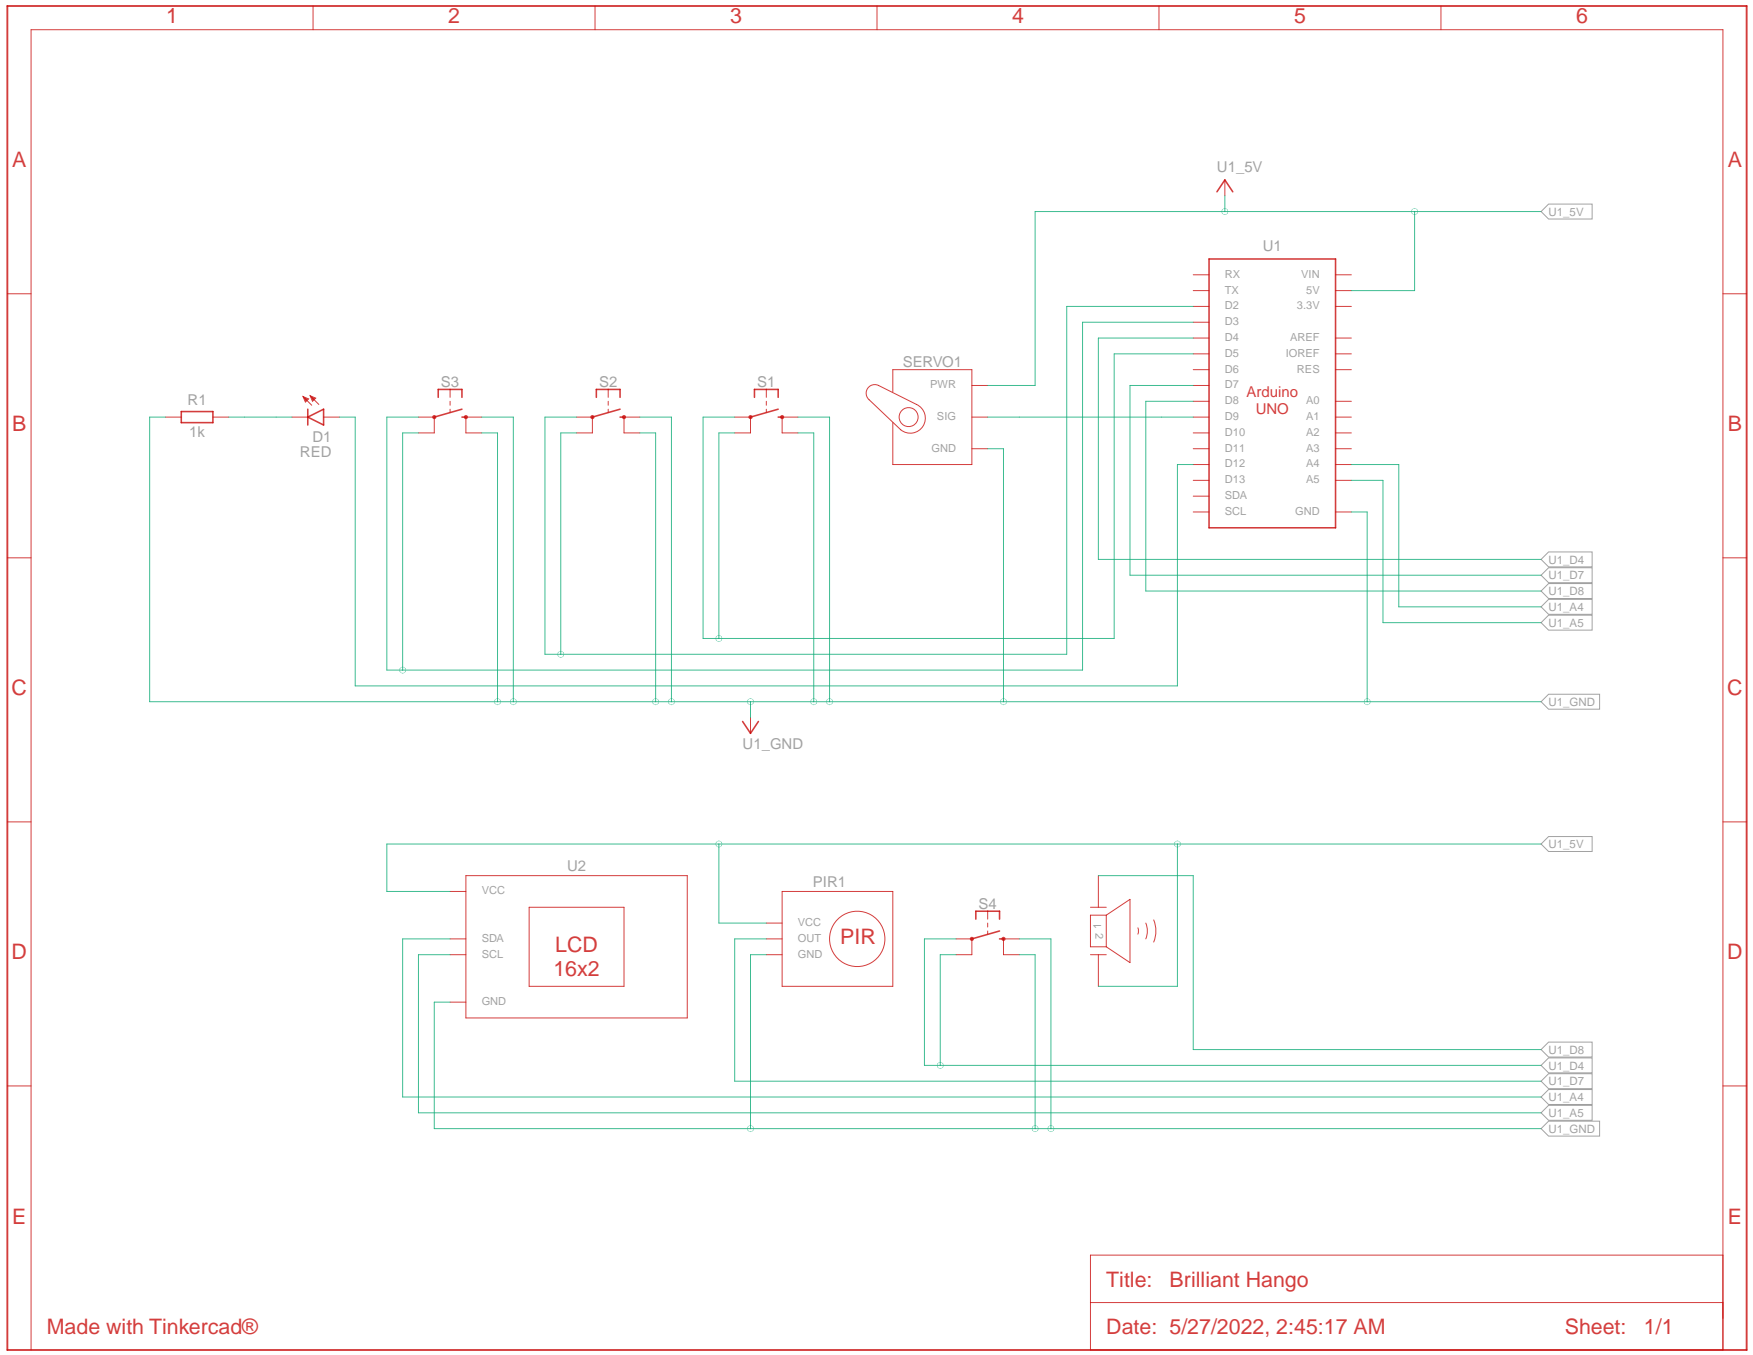 1 2 3 4 5 6
A A
U1_5V
U1_5V
U1
RX VIN
TX 5V
D2 3.3V
D3
D4 AREF
D5 IOREF
D6 RES
D7
Arduino
UNO
D8 A0
D9 A1
D10 A2
D11 A3
D12 A4
D13 A5
SDA
SCL GND
SERVO1
PWR
SIG
GND
S3 S2 S1
R1
1k
D1
RED
B B
U1_D4
U1_D7
U1_D8
U1_A4
U1_A5
C C
U1_GND
U1_GND
U1_5V
U2
VCC
SDA
SCL
GND
LCD
16x2
PIR1
VCC
OUT
GND
PIR
S4
1 2
D D
U1_D8
U1_D4
U1_D7
U1_A4
U1_A5
U1_GND
E E
Title: Brilliant Hango
Made with Tinkercad®
Date: 5/27/2022, 2:45:17 AM Sheet: 1/1